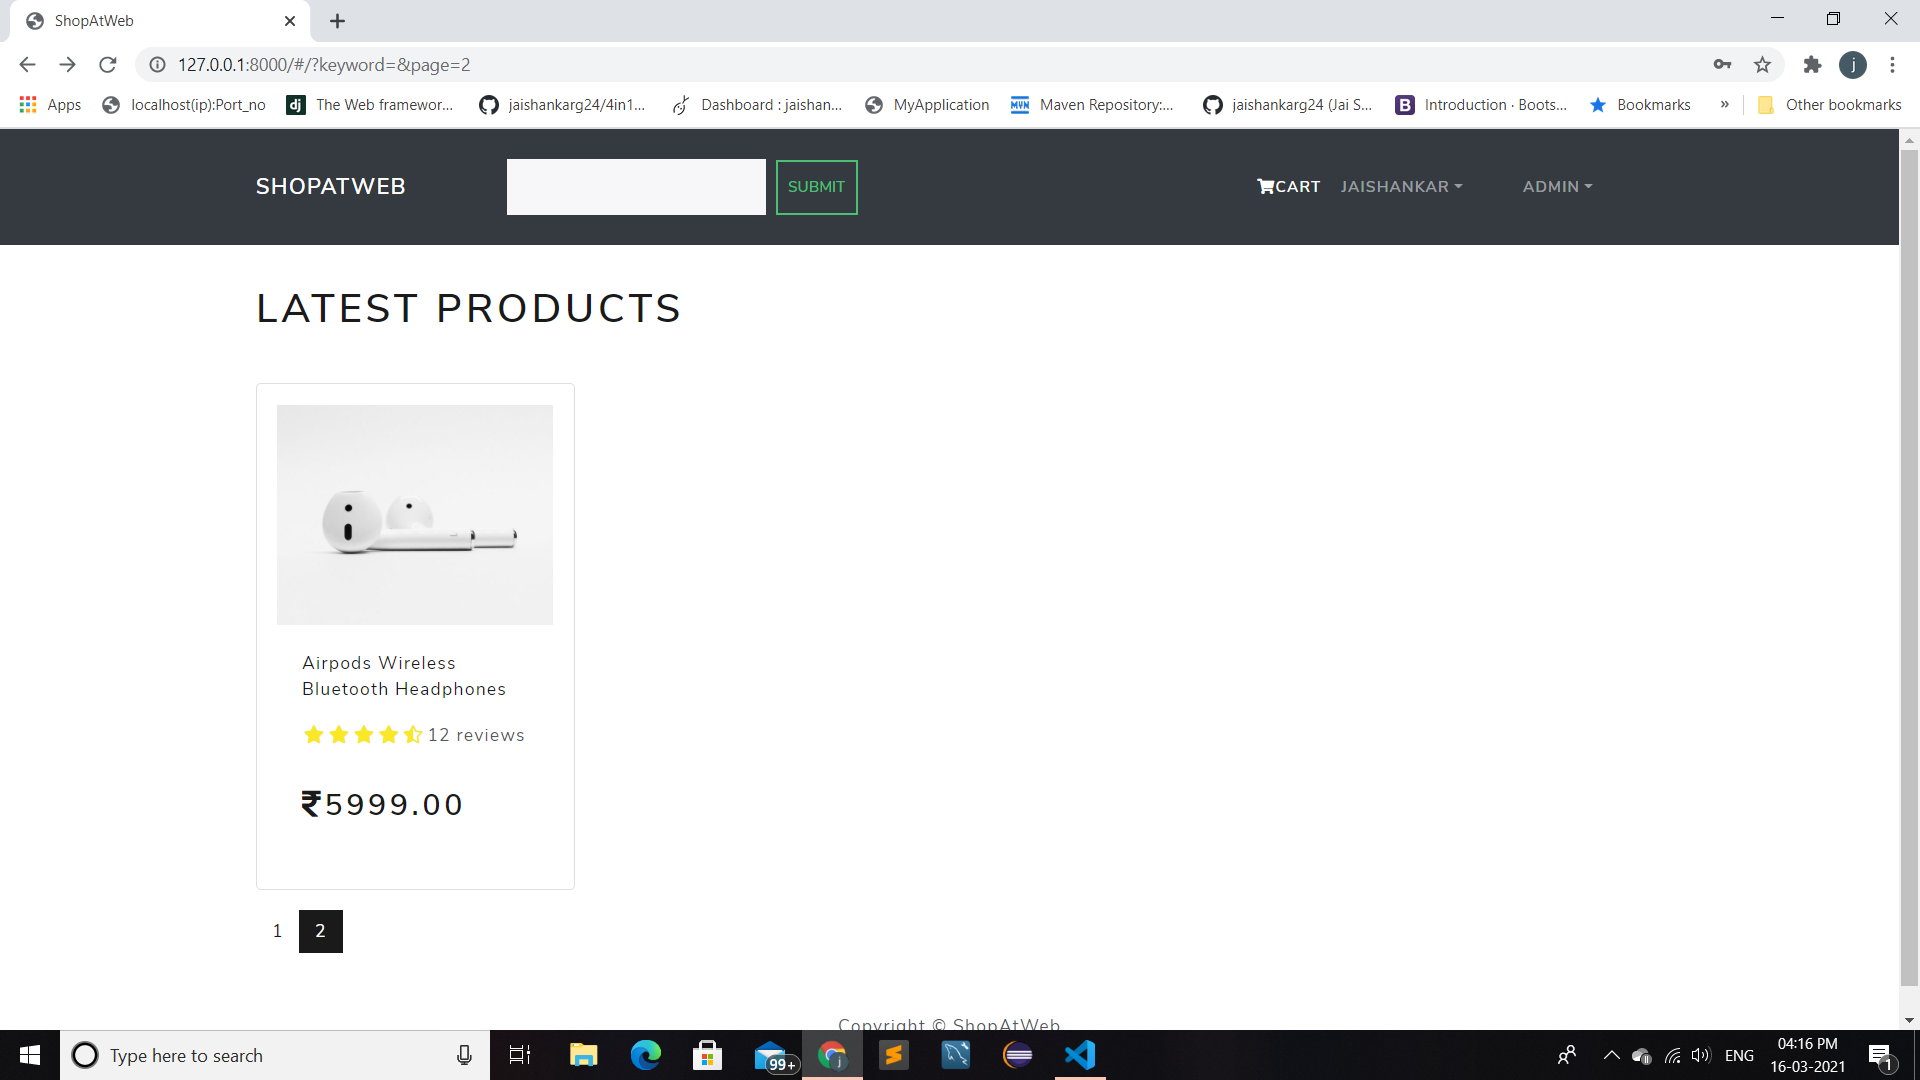 ShopAtWeb
127.0.0.1:8000/#/?keyword=&page=2
j
Apps
localhost(ip):Port_no
dj
The Web framewor...
jaishankarg24/4in1...
Dashboard : jaishan...
MyApplication
MVN
Maven Repository:...
jaishankarg24 (Jai S...
B
Introduction · Boots...
Bookmarks
»
Other bookmarks
SHOPATWEB
SUBMIT
CART
JAISHANKAR
ADMIN
LATEST PRODUCTS
Airpods Wireless
Bluetooth Headphones
12 reviews
₹5999.00
1
2
Copyright © ShopAtWeb
Type here to search
99+
j
ENG
04:16 PM
16-03-2021
1